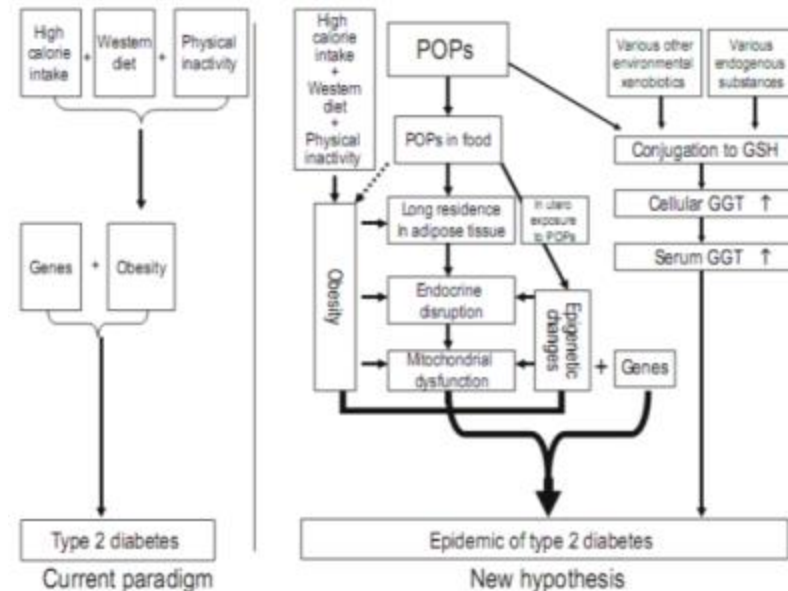 High
calorie
intake
+
Western
diet
+
Physical
inactivity
Genes
+
Obesity
Type 2 diabetes
Current paradigm
High
calorie
intake
+
Western
diet
+
Physical
inactivity
POPs
POPs in food
Long residence
in adipose tissue
In utero
exposure
to POPs
Obesity
Endocrine
disruption
Mitochondrial
dysfunction
Epigenetic
changes
+
Genes
Various other
environmental
xenobiotics
Various
endogenous
substances
Conjugation to GSH
Cellular GGT ↑
Serum GGT ↑
Epidemic of type 2 diabetes
New hypothesis